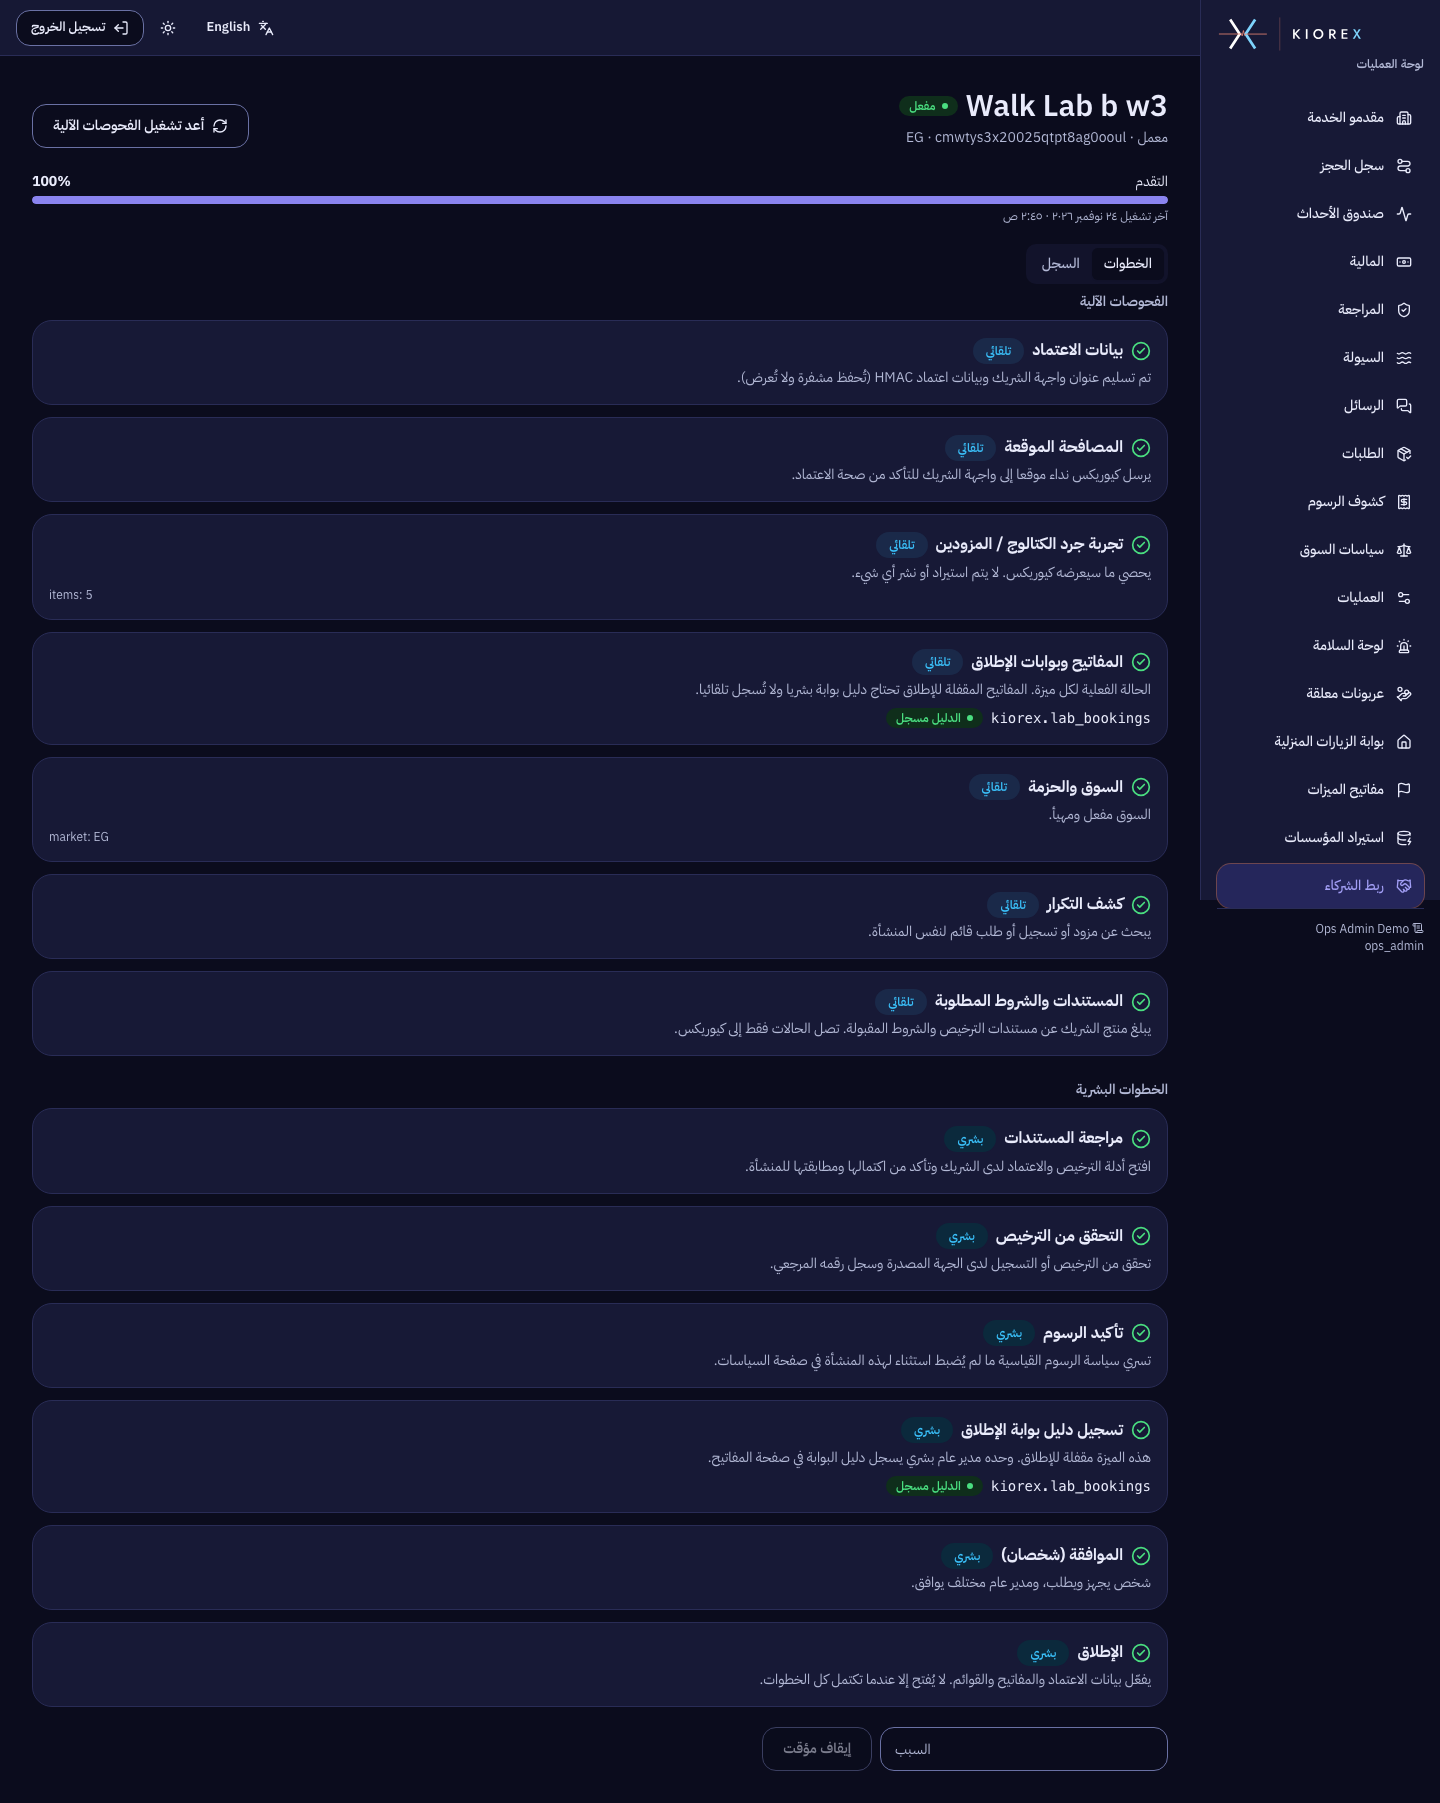 KIOREX
لوحة العمليات
مقدمو الخدمة
سجل الحجز
صندوق الأحداث
المالية
المراجعة
السيولة
الرسائل
الطلبات
كشوف الرسوم
سياسات السوق
العمليات
لوحة السلامة
عربونات معلقة
بوابة الزيارات المنزلية
مفاتيح الميزات
استيراد المؤسسات
ربط الشركاء
Ops Admin Demo
ops_admin
English
تسجيل الخروج
Walk Lab b w3 مفعل
معمل · EG · cmwtys3x20025qtpt8ag0ooul
أعد تشغيل الفحوصات الآلية
التقدم 100%
آخر تشغيل ٢٤ نوفمبر ٢٠٢٦ · ٢:٤٥ ص
الخطوات السجل
الفحوصات الآلية
بيانات الاعتماد تلقائي
تم تسليم عنوان واجهة الشريك وبيانات اعتماد HMAC (تُحفظ مشفرة ولا تُعرض).
المصافحة الموقعة تلقائي
يرسل كيوريكس نداء موقعا إلى واجهة الشريك للتأكد من صحة الاعتماد.
تجربة جرد الكتالوج / المزودين تلقائي
يحصي ما سيعرضه كيوريكس. لا يتم استيراد أو نشر أي شيء.
items: 5
المفاتيح وبوابات الإطلاق تلقائي
الحالة الفعلية لكل ميزة. المفاتيح المقفلة للإطلاق تحتاج دليل بوابة بشريا ولا تُسجل تلقائيا.
kiorex.lab_bookings الدليل مسجل
السوق والحزمة تلقائي
السوق مفعل ومهيأ.
market: EG
كشف التكرار تلقائي
يبحث عن مزود أو تسجيل أو طلب قائم لنفس المنشأة.
المستندات والشروط المطلوبة تلقائي
يبلغ منتج الشريك عن مستندات الترخيص والشروط المقبولة. تصل الحالات فقط إلى كيوريكس.
الخطوات البشرية
مراجعة المستندات بشري
افتح أدلة الترخيص والاعتماد لدى الشريك وتأكد من اكتمالها ومطابقتها للمنشأة.
التحقق من الترخيص بشري
تحقق من الترخيص أو التسجيل لدى الجهة المصدرة وسجل رقمه المرجعي.
تأكيد الرسوم بشري
تسري سياسة الرسوم القياسية ما لم يُضبط استثناء لهذه المنشأة في صفحة السياسات.
تسجيل دليل بوابة الإطلاق بشري
هذه الميزة مقفلة للإطلاق. وحده مدير عام بشري يسجل دليل البوابة في صفحة المفاتيح.
kiorex.lab_bookings الدليل مسجل
الموافقة (شخصان) بشري
شخص يجهز ويطلب، ومدير عام مختلف يوافق.
الإطلاق بشري
يفعّل بيانات الاعتماد والمفاتيح والقوائم. لا يُفتح إلا عندما تكتمل كل الخطوات.
السبب
إيقاف مؤقت